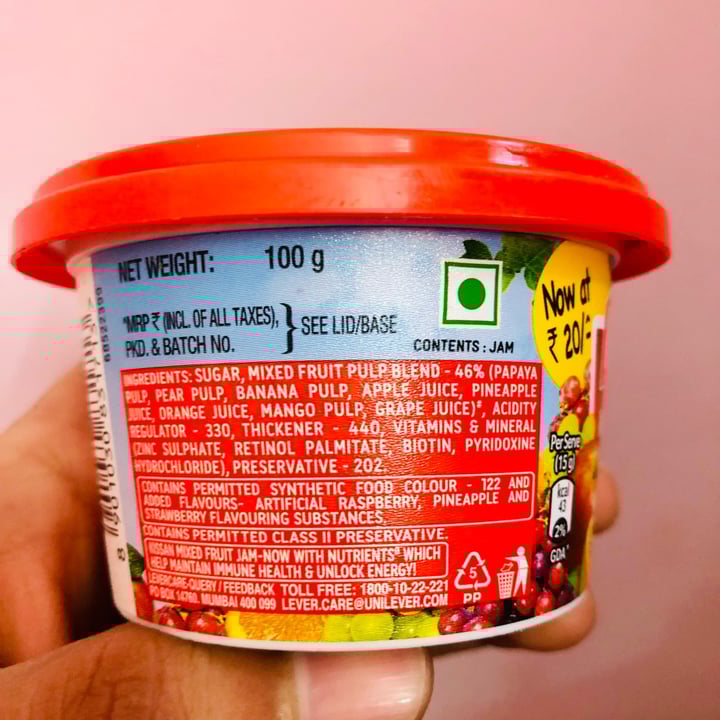 NET WEIGHT: 100 g
*MRP ₹ (INCL. OF ALL TAXES),
PKD. & BATCH NO.
} SEE LID/BASE
CONTENTS : JAM
Now at
₹ 20/-
INGREDIENTS: SUGAR, MIXED FRUIT PULP BLEND - 46% (PAPAYA
PULP, PEAR PULP, BANANA PULP, APPLE JUICE, PINEAPPLE
JUICE, ORANGE JUICE, MANGO PULP, GRAPE JUICE)#, ACIDITY
REGULATOR - 330, THICKENER - 440, VITAMINS & MINERAL
(ZINC SULPHATE, RETINOL PALMITATE, BIOTIN, PYRIDOXINE
HYDROCHLORIDE), PRESERVATIVE - 202.
CONTAINS PERMITTED SYNTHETIC FOOD COLOUR - 122 AND
ADDED FLAVOURS- ARTIFICIAL RASPBERRY, PINEAPPLE AND
STRAWBERRY FLAVOURING SUBSTANCES
CONTAINS PERMITTED CLASS II PRESERVATIVE.
KISSAN MIXED FRUIT JAM-NOW WITH NUTRIENTS# WHICH
HELP MAINTAIN IMMUNE HEALTH & UNLOCK ENERGY!
LEVERCARE-QUERY / FEEDBACK TOLL FREE: 1800-10-22-221
PO BOX 14760, MUMBAI 400 099 LEVER.CARE@UNILEVER.COM
5
PP
Per Serve
(15 g)
kcal
43
2%
GDA*
68522399